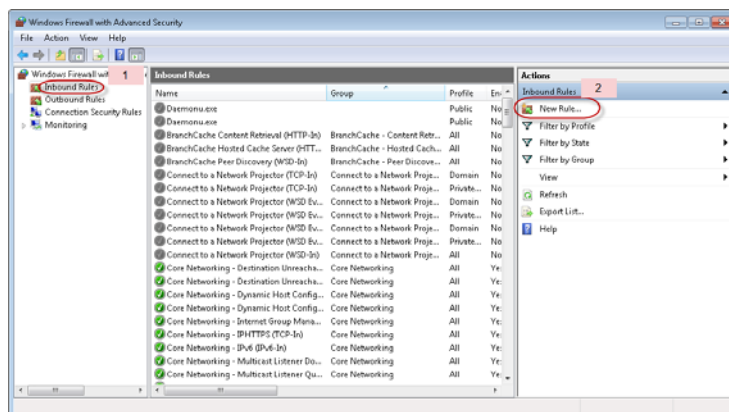 Windows Firewall with Advanced Security
File Action View Help
Windows Firewall wit
1
Inbound Rules
Outbound Rules
Connection Security Rules
Monitoring
Inbound Rules
Name Group Profile En
Daemonu.exe Public No
Daemonu.exe Public No
BranchCache Content Retrieval (HTTP-In) BranchCache - Content Retr... All No
BranchCache Hosted Cache Server (HTT... BranchCache - Hosted Cach... All No
BranchCache Peer Discovery (WSD-In) BranchCache - Peer Discove... All No
Connect to a Network Projector (TCP-In) Connect to a Network Proje... Domain No
Connect to a Network Projector (TCP-In) Connect to a Network Proje... Private... No
Connect to a Network Projector (WSD Ev... Connect to a Network Proje... Domain No
Connect to a Network Projector (WSD Ev... Connect to a Network Proje... Private... No
Connect to a Network Projector (WSD Ev... Connect to a Network Proje... Domain No
Connect to a Network Projector (WSD Ev... Connect to a Network Proje... Private... No
Connect to a Network Projector (WSD-In) Connect to a Network Proje... All No
Core Networking - Destination Unreacha... Core Networking All Ye
Core Networking - Destination Unreacha... Core Networking All Ye
Core Networking - Dynamic Host Config... Core Networking All Ye
Core Networking - Dynamic Host Config... Core Networking All Ye
Core Networking - Internet Group Mana... Core Networking All Ye
Core Networking - IPHTTPS (TCP-In) Core Networking All Ye
Core Networking - IPv6 (IPv6-In) Core Networking All Ye
Core Networking - Multicast Listener Do... Core Networking All Ye
Core Networking - Multicast Listener Qu... Core Networking All Ye
Actions
Inbound Rules
2
New Rule...
Filter by Profile
Filter by State
Filter by Group
View
Refresh
Export List...
Help